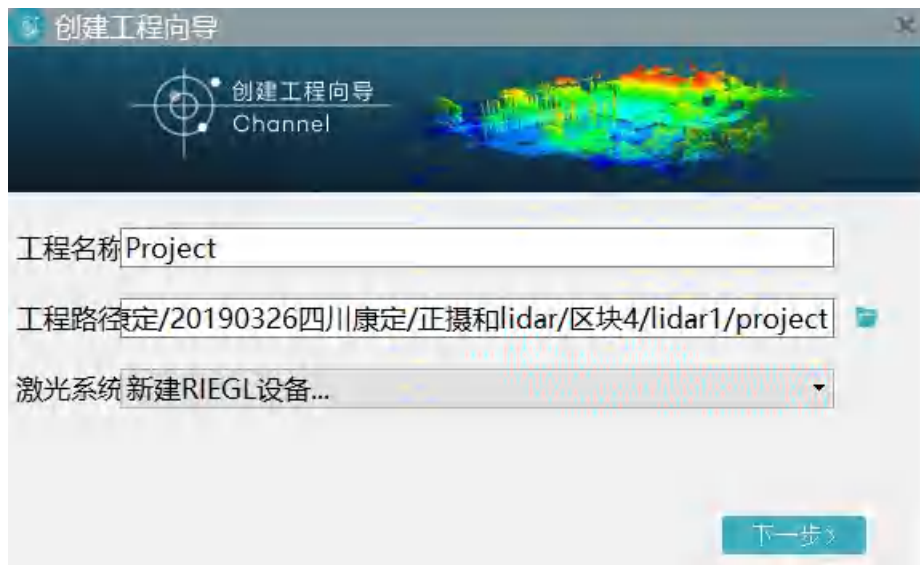 创建工程向导
创建工程向导
Channel
工程名称 Project
工程路径 定/20190326四川康定/正摄和lidar/区块4/lidar1/project
激光系统 新建RIEGL设备...
下一步 >